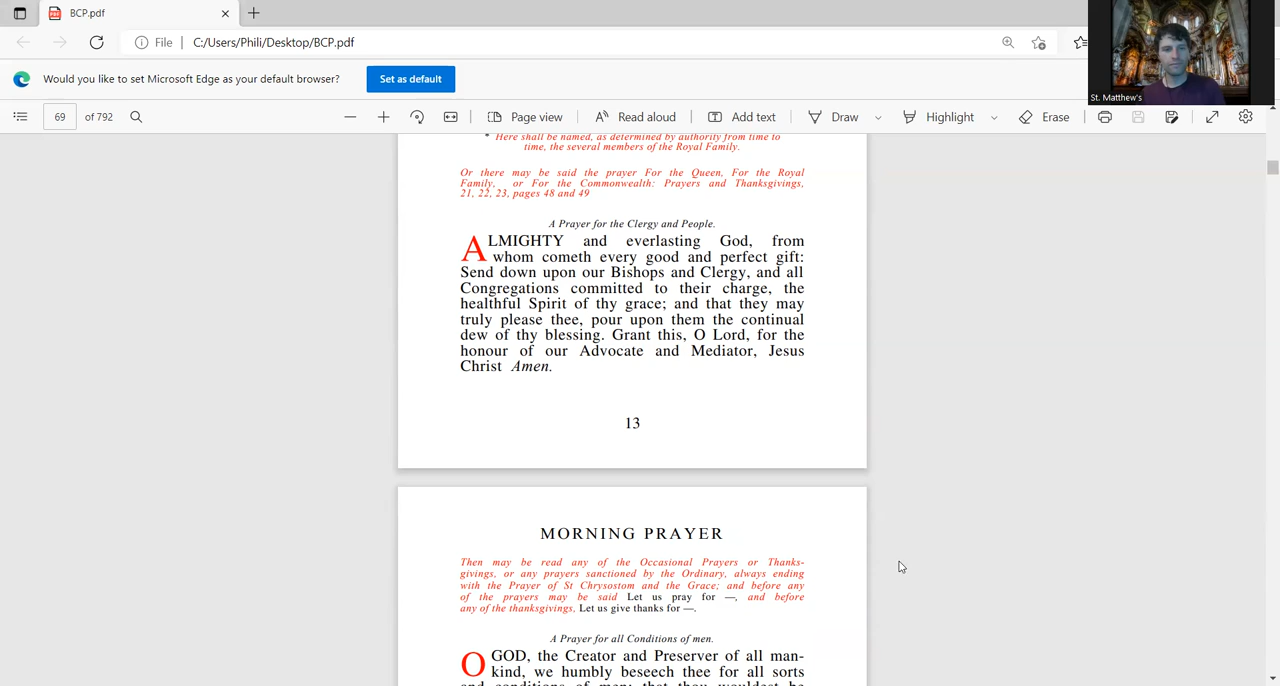 BCP.pdf
File | C:/Users/Phili/Desktop/BCP.pdf
Would you like to set Microsoft Edge as your default browser? Set as default
St. Matthew's
69 of 792 Page view Read aloud Add text Draw Highlight Erase
* Here shall be named, as determined by authority from time to
time, the several members of the Royal Family.
Or there may be said the prayer For the Queen, For the Royal
Family, or For the Commonwealth: Prayers and Thanksgivings,
21, 22, 23, pages 48 and 49
A Prayer for the Clergy and People.
ALMIGHTY and everlasting God, from
whom cometh every good and perfect gift:
Send down upon our Bishops and Clergy, and all
Congregations committed to their charge, the
healthful Spirit of thy grace; and that they may
truly please thee, pour upon them the continual
dew of thy blessing. Grant this, O Lord, for the
honour of our Advocate and Mediator, Jesus
Christ Amen.
13
MORNING PRAYER
Then may be read any of the Occasional Prayers or Thanks-
givings, or any prayers sanctioned by the Ordinary, always ending
with the Prayer of St Chrysostom and the Grace; and before any
of the prayers may be said Let us pray for —, and before
any of the thanksgivings, Let us give thanks for —.
A Prayer for all Conditions of men.
O GOD, the Creator and Preserver of all man-
kind, we humbly beseech thee for all sorts
and conditions of men; that thou wouldest be